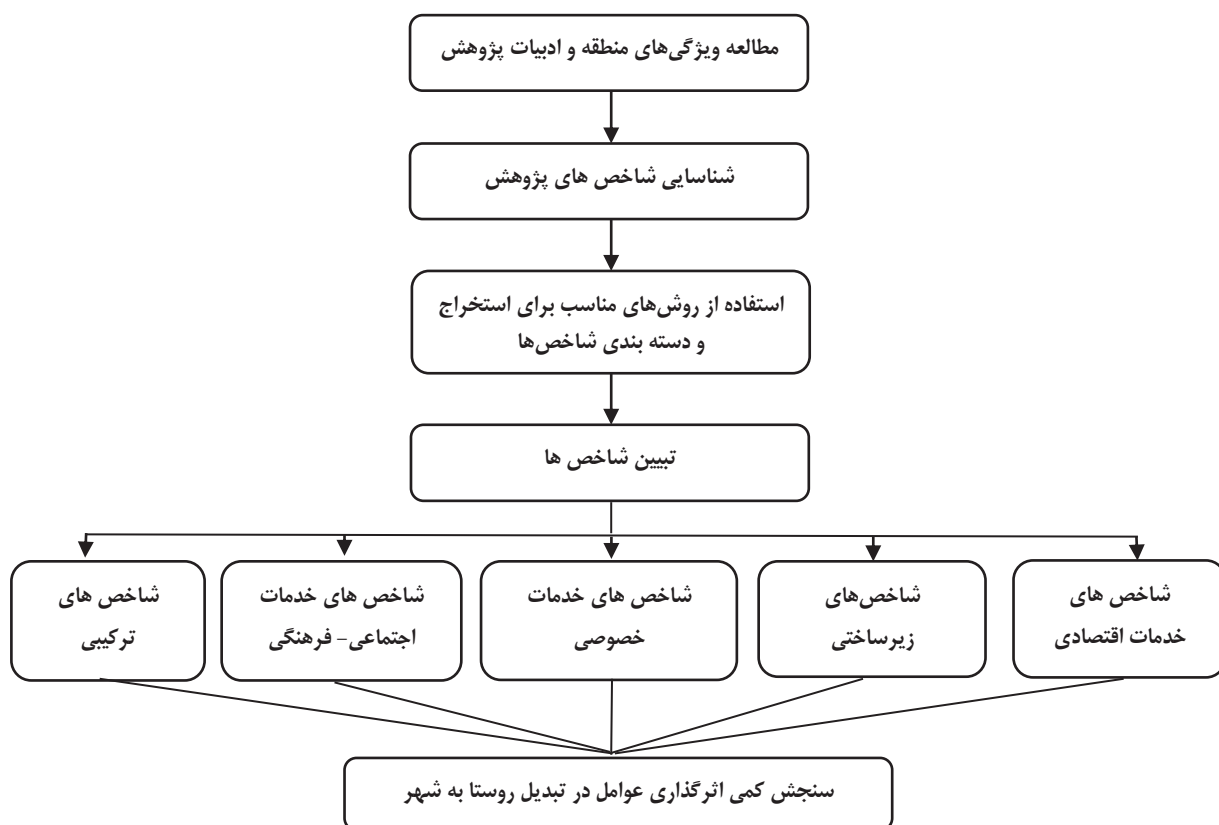 مطالعه ویژگی‌های منطقه و ادبیات پژوهش
شناسایی شاخص های پژوهش
استفاده از روش‌های مناسب برای استخراج
و دسته بندی شاخص‌ها
تبیین شاخص ها
شاخص های
خدمات اقتصادی
شاخص‌های
زیرساختی
شاخص های خدمات
خصوصی
شاخص های خدمات
اجتماعی- فرهنگی
شاخص های
ترکیبی
سنجش کمی اثرگذاری عوامل در تبدیل روستا به شهر